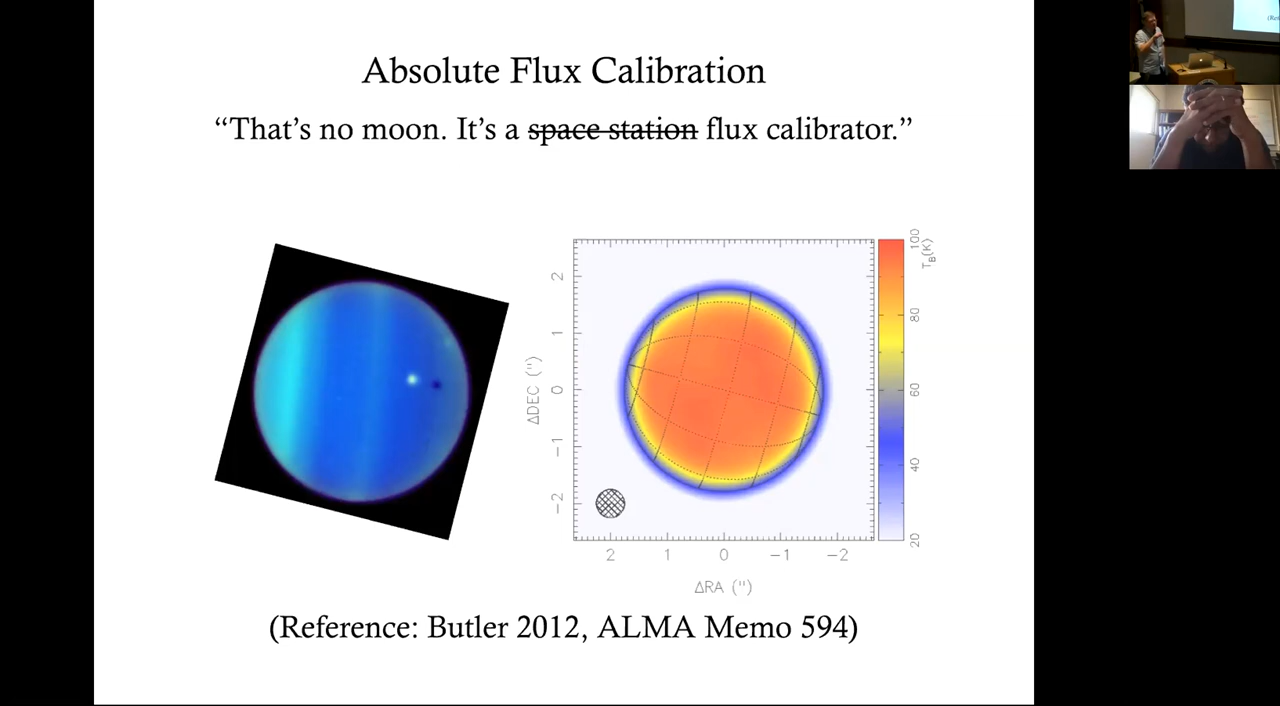 Absolute Flux Calibration
“That’s no moon. It’s a space station flux calibrator.”
100
T_B(K)
80
60
40
20
2
1
0
−1
−2
ΔDEC (")
2 1 0 −1 −2
ΔRA (")
(Reference: Butler 2012, ALMA Memo 594)